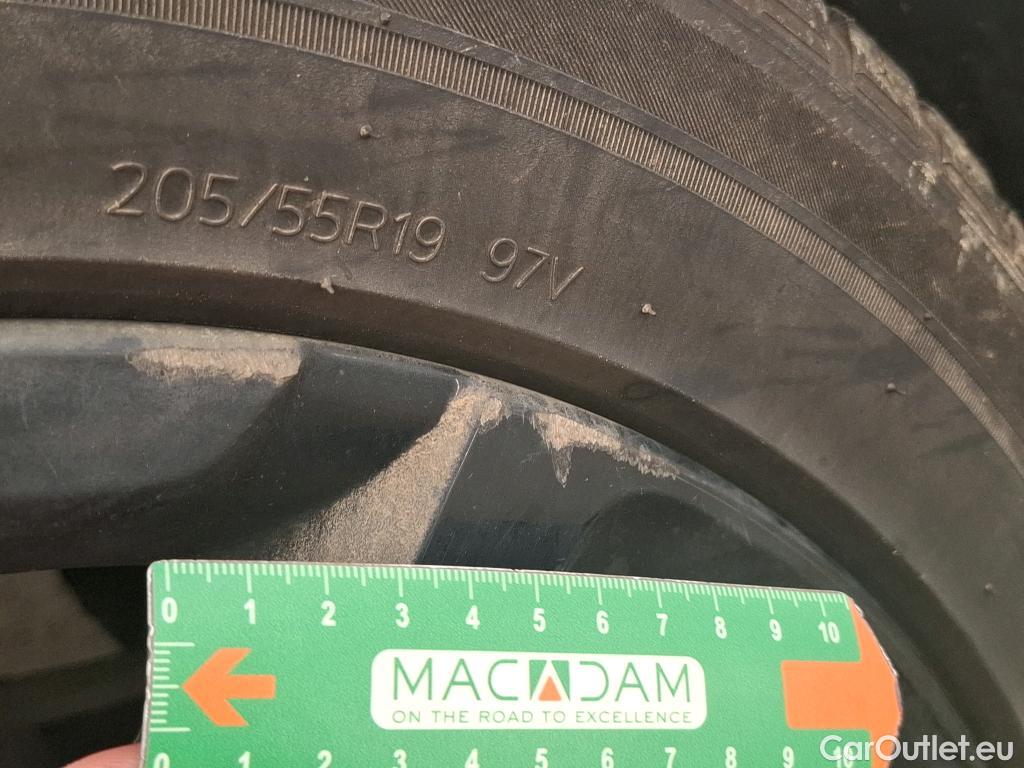 205/55R19 97V
0 1 2 3 4 5 6 7 8 9 10
MACADAM
ON THE ROAD TO EXCELLENCE
0 1 2 3 4 5 6 7 8 9 10
CarOutlet.eu